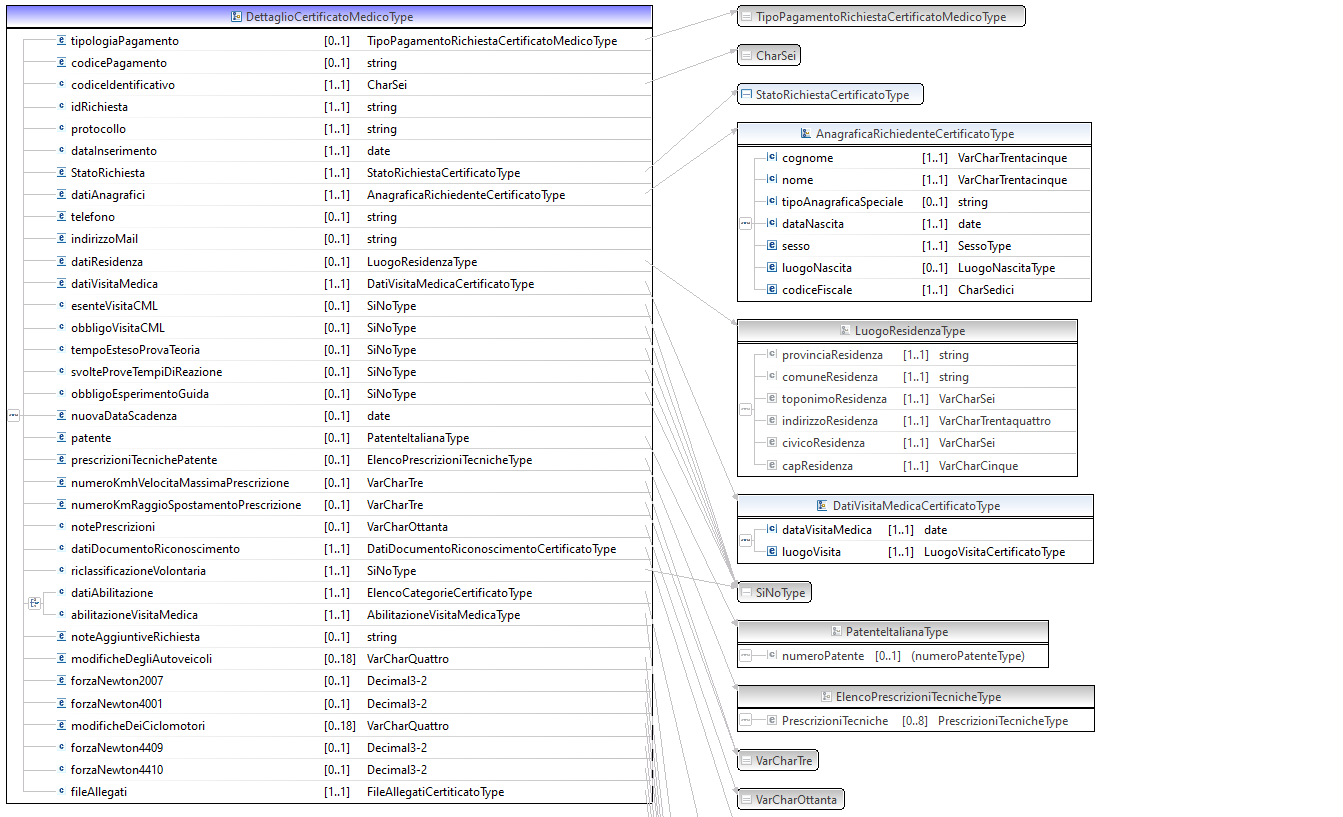 DettaglioCertificatoMedicoType
tipologiaPagamento [0..1] TipoPagamentoRichiestaCertificatoMedicoType
codicePagamento [0..1] string
codiceIdentificativo [1..1] CharSei
idRichiesta [1..1] string
protocollo [1..1] string
dataInserimento [1..1] date
StatoRichiesta [1..1] StatoRichiestaCertificatoType
datiAnagrafici [1..1] AnagraficaRichiedenteCertificatoType
telefono [0..1] string
indirizzoMail [0..1] string
datiResidenza [0..1] LuogoResidenzaType
datiVisitaMedica [1..1] DatiVisitaMedicaCertificatoType
esenteVisitaCML [0..1] SiNoType
obbligoVisitaCML [0..1] SiNoType
tempoEstesoProvaTeoria [0..1] SiNoType
svolteProveTempiDiReazione [0..1] SiNoType
obbligoEsperimentoGuida [0..1] SiNoType
nuovaDataScadenza [0..1] date
patente [0..1] PatenteItalianaType
prescrizioniTecnichePatente [0..1] ElencoPrescrizioniTecnicheType
numeroKmhVelocitaMassimaPrescrizione [0..1] VarCharTre
numeroKmRaggioSpostamentoPrescrizione [0..1] VarCharTre
notePrescrizioni [0..1] VarCharOttanta
datiDocumentoRiconoscimento [1..1] DatiDocumentoRiconoscimentoCertificatoType
riclassificazioneVolontaria [1..1] SiNoType
datiAbilitazione [1..1] ElencoCategorieCertificatoType
abilitazioneVisitaMedica [1..1] AbilitazioneVisitaMedicaType
noteAggiuntiveRichiesta [0..1] string
modificheDegliAutoveicoli [0..18] VarCharQuattro
forzaNewton2007 [0..1] Decimal3-2
forzaNewton4001 [0..1] Decimal3-2
modificheDeiCiclomotori [0..18] VarCharQuattro
forzaNewton4409 [0..1] Decimal3-2
forzaNewton4410 [0..1] Decimal3-2
fileAllegati [1..1] FileAllegatiCertiticatoType
TipoPagamentoRichiestaCertificatoMedicoType
CharSei
StatoRichiestaCertificatoType
AnagraficaRichiedenteCertificatoType
cognome [1..1] VarCharTrentacinque
nome [1..1] VarCharTrentacinque
tipoAnagraficaSpeciale [0..1] string
dataNascita [1..1] date
sesso [1..1] SessoType
luogoNascita [0..1] LuogoNascitaType
codiceFiscale [1..1] CharSedici
LuogoResidenzaType
provinciaResidenza [1..1] string
comuneResidenza [1..1] string
toponimoResidenza [1..1] VarCharSei
indirizzoResidenza [1..1] VarCharTrentaquattro
civicoResidenza [1..1] VarCharSei
capResidenza [1..1] VarCharCinque
DatiVisitaMedicaCertificatoType
dataVisitaMedica [1..1] date
luogoVisita [1..1] LuogoVisitaCertificatoType
SiNoType
PatenteItalianaType
numeroPatente [0..1] (numeroPatenteType)
ElencoPrescrizioniTecnicheType
PrescrizioniTecniche [0..8] PrescrizioniTecnicheType
VarCharTre
VarCharOttanta